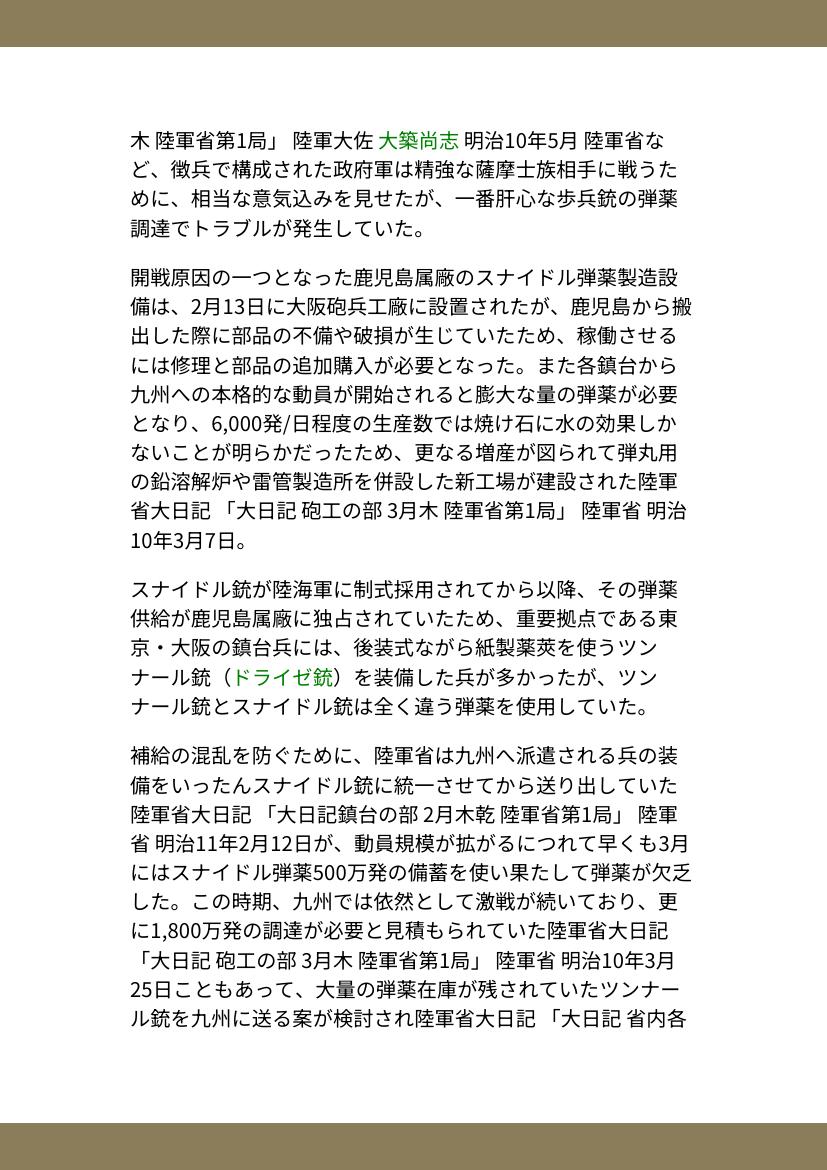 木 陸軍省第1局」 陸軍大佐 大築尚志 明治10年5月 陸軍省な
ど、徴兵で構成された政府軍は精強な薩摩士族相手に戦うた
めに、相当な意気込みを見せたが、一番肝心な歩兵銃の弾薬
調達でトラブルが発生していた。
開戦原因の一つとなった鹿児島属廠のスナイドル弾薬製造設
備は、2月13日に大阪砲兵工廠に設置されたが、鹿児島から搬
出した際に部品の不備や破損が生じていたため、稼働させる
には修理と部品の追加購入が必要となった。また各鎮台から
九州への本格的な動員が開始されると膨大な量の弾薬が必要
となり、6,000発/日程度の生産数では焼け石に水の効果しか
ないことが明らかだったため、更なる増産が図られて弾丸用
の鉛溶解炉や雷管製造所を併設した新工場が建設された陸軍
省大日記 「大日記 砲工の部 3月木 陸軍省第1局」 陸軍省 明治
10年3月7日。
スナイドル銃が陸海軍に制式採用されてから以降、その弾薬
供給が鹿児島属廠に独占されていたため、重要拠点である東
京・大阪の鎮台兵には、後装式ながら紙製薬莢を使うツン
ナール銃（ドライゼ銃）を装備した兵が多かったが、ツン
ナール銃とスナイドル銃は全く違う弾薬を使用していた。
補給の混乱を防ぐために、陸軍省は九州へ派遣される兵の装
備をいったんスナイドル銃に統一させてから送り出していた
陸軍省大日記 「大日記鎮台の部 2月木乾 陸軍省第1局」 陸軍
省 明治11年2月12日が、動員規模が拡がるにつれて早くも3月
にはスナイドル弾薬500万発の備蓄を使い果たして弾薬が欠乏
した。この時期、九州では依然として激戦が続いており、更
に1,800万発の調達が必要と見積もられていた陸軍省大日記
「大日記 砲工の部 3月木 陸軍省第1局」 陸軍省 明治10年3月
25日こともあって、大量の弾薬在庫が残されていたツンナー
ル銃を九州に送る案が検討され陸軍省大日記 「大日記 省内各